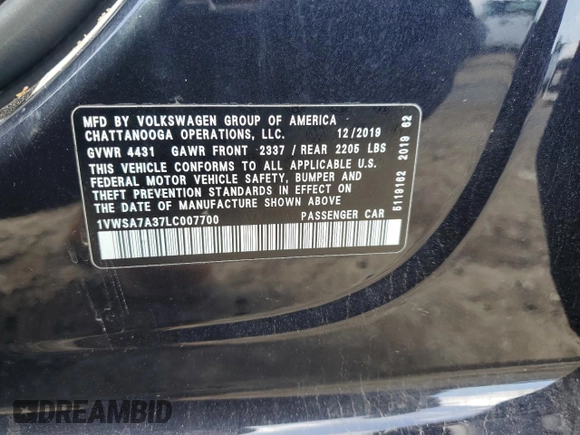 MFD BY VOLKSWAGEN GROUP OF AMERICA
CHATTANOOGA OPERATIONS, LLC. 12/2019
GVWR 4431 GAWR FRONT 2337 / REAR 2205 LBS
THIS VEHICLE CONFORMS TO ALL APPLICABLE U.S.
FEDERAL MOTOR VEHICLE SAFETY, BUMPER AND
THEFT PREVENTION STANDARDS IN EFFECT ON
THE DATE OF MANUFACTURE SHOWN ABOVE
1VWSA7A37LC007700 PASSENGER CAR
5119162 2019 62
DREAMBID